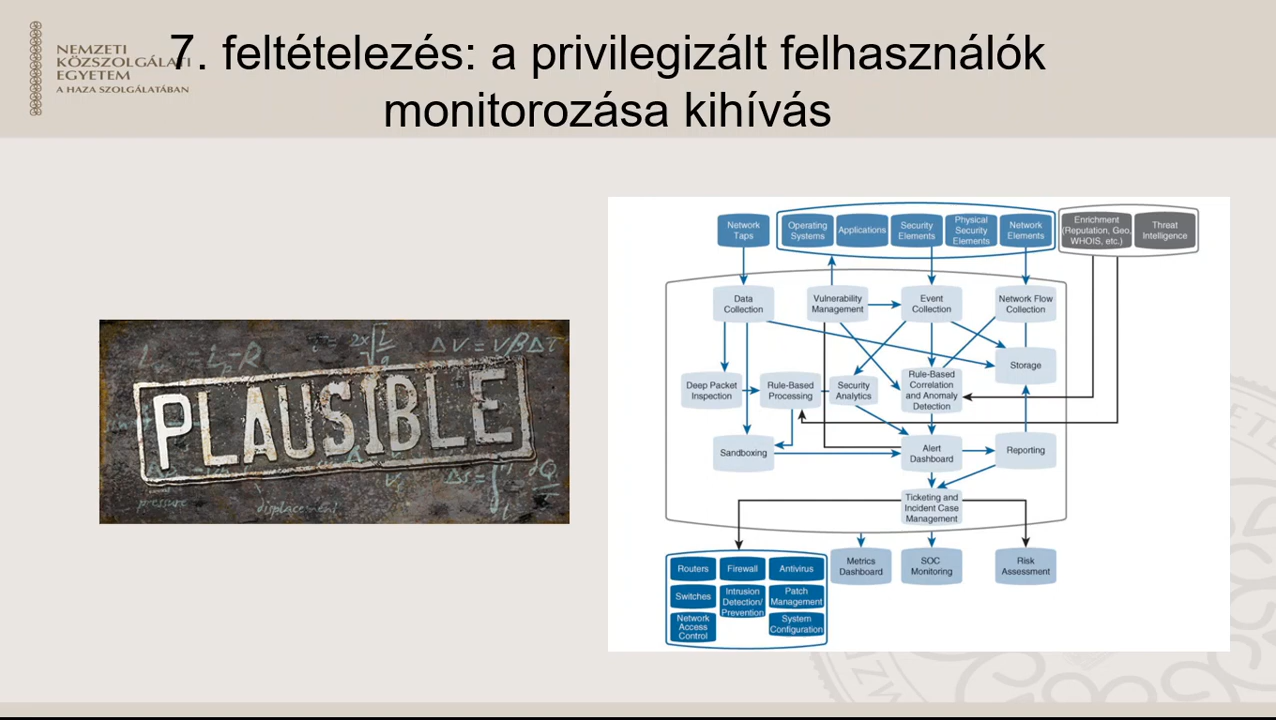 NEMZETI
KÖZSZOLGÁLATI
EGYETEM
A HAZA SZOLGÁLATÁBAN
7. feltételezés: a privilegizált felhasználók
monitorozása kihívás
PLAUSIBLE
pressure
displacement
Network
Taps
Operating
Systems
Applications
Security
Elements
Physical
Security
Elements
Network
Elements
Enrichment
(Reputation, Geo,
WHOIS, etc.)
Threat
Intelligence
Data
Collection
Vulnerability
Management
Event
Collection
Network Flow
Collection
Storage
Deep Packet
Inspection
Rule-Based
Processing
Security
Analytics
Rule-Based
Correlation
and Anomaly
Detection
Sandboxing
Alert
Dashboard
Reporting
Ticketing and
Incident Case
Management
Routers
Firewall
Antivirus
Switches
Intrusion
Detection/
Prevention
Patch
Management
Network
Access
Control
System
Configuration
Metrics
Dashboard
SOC
Monitoring
Risk
Assessment